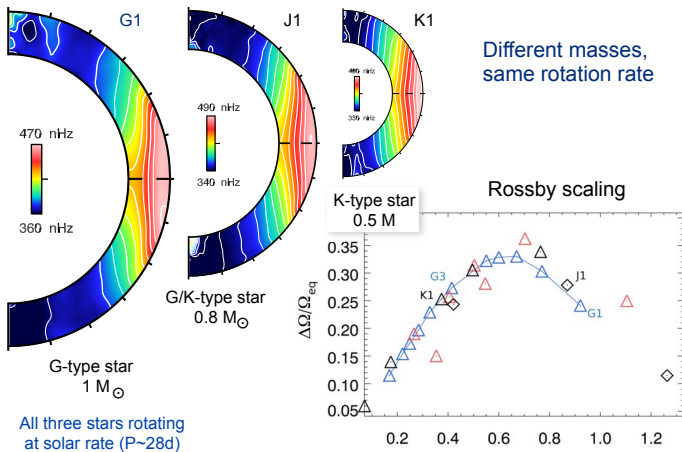 G1
J1
K1
Different masses,
same rotation rate
470 nHz
360 nHz
490 nHz
340 nHz
480 nHz
330 nHz
G-type star
1 M☉
G/K-type star
0.8 M☉
K-type star
0.5 M
All three stars rotating
at solar rate (P~28d)
Rossby scaling
ΔΩ/Ωeq
0.35
0.30
0.25
0.20
0.15
0.10
0.05
G3
K1
J1
G1
0.2 0.4 0.6 0.8 1.0 1.2